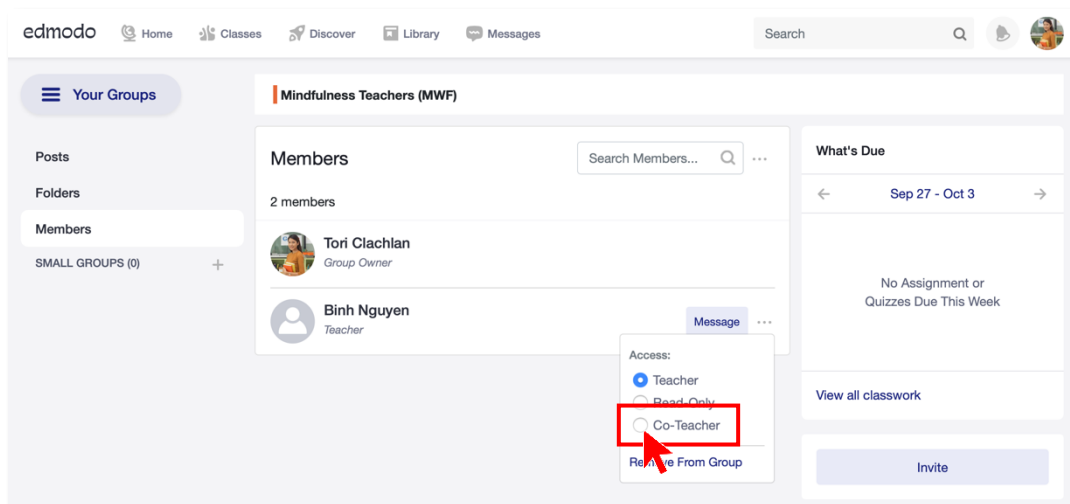 edmodo Home Classes Discover Library Messages Search
Your Groups
Posts
Folders
Members
SMALL GROUPS (0) +
Mindfulness Teachers (MWF)
Members Search Members... ...
2 members
Tori Clachlan
Group Owner
Binh Nguyen
Teacher
Message ...
Access:
Teacher
Read-Only
Co-Teacher
Remove From Group
What's Due
← Sep 27 - Oct 3 →
No Assignment or
Quizzes Due This Week
View all classwork
Invite